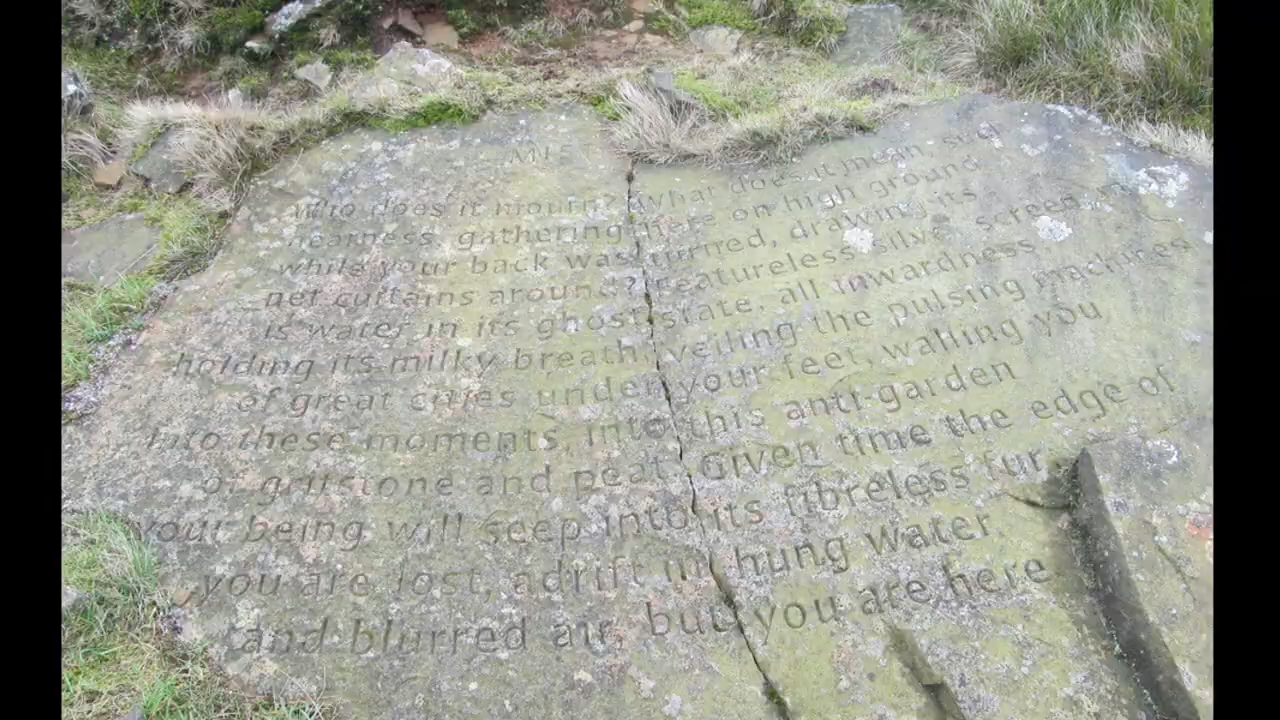 Who does it mourn? What does it mean, such
nearness, gathering here on high ground
while your back was turned, drawing its
net curtains around? Featureless silver screen, mist
is water in its ghost state, all inwardness,
holding its milky breath, veiling the pulsing machines
of great cities under your feet, walling you
into these moments, into this anti-garden
of gritstone and peat. Given time the edge of
your being will seep into its fibreless fur
you are lost, adrift in hung water
and blurred air, but you are here